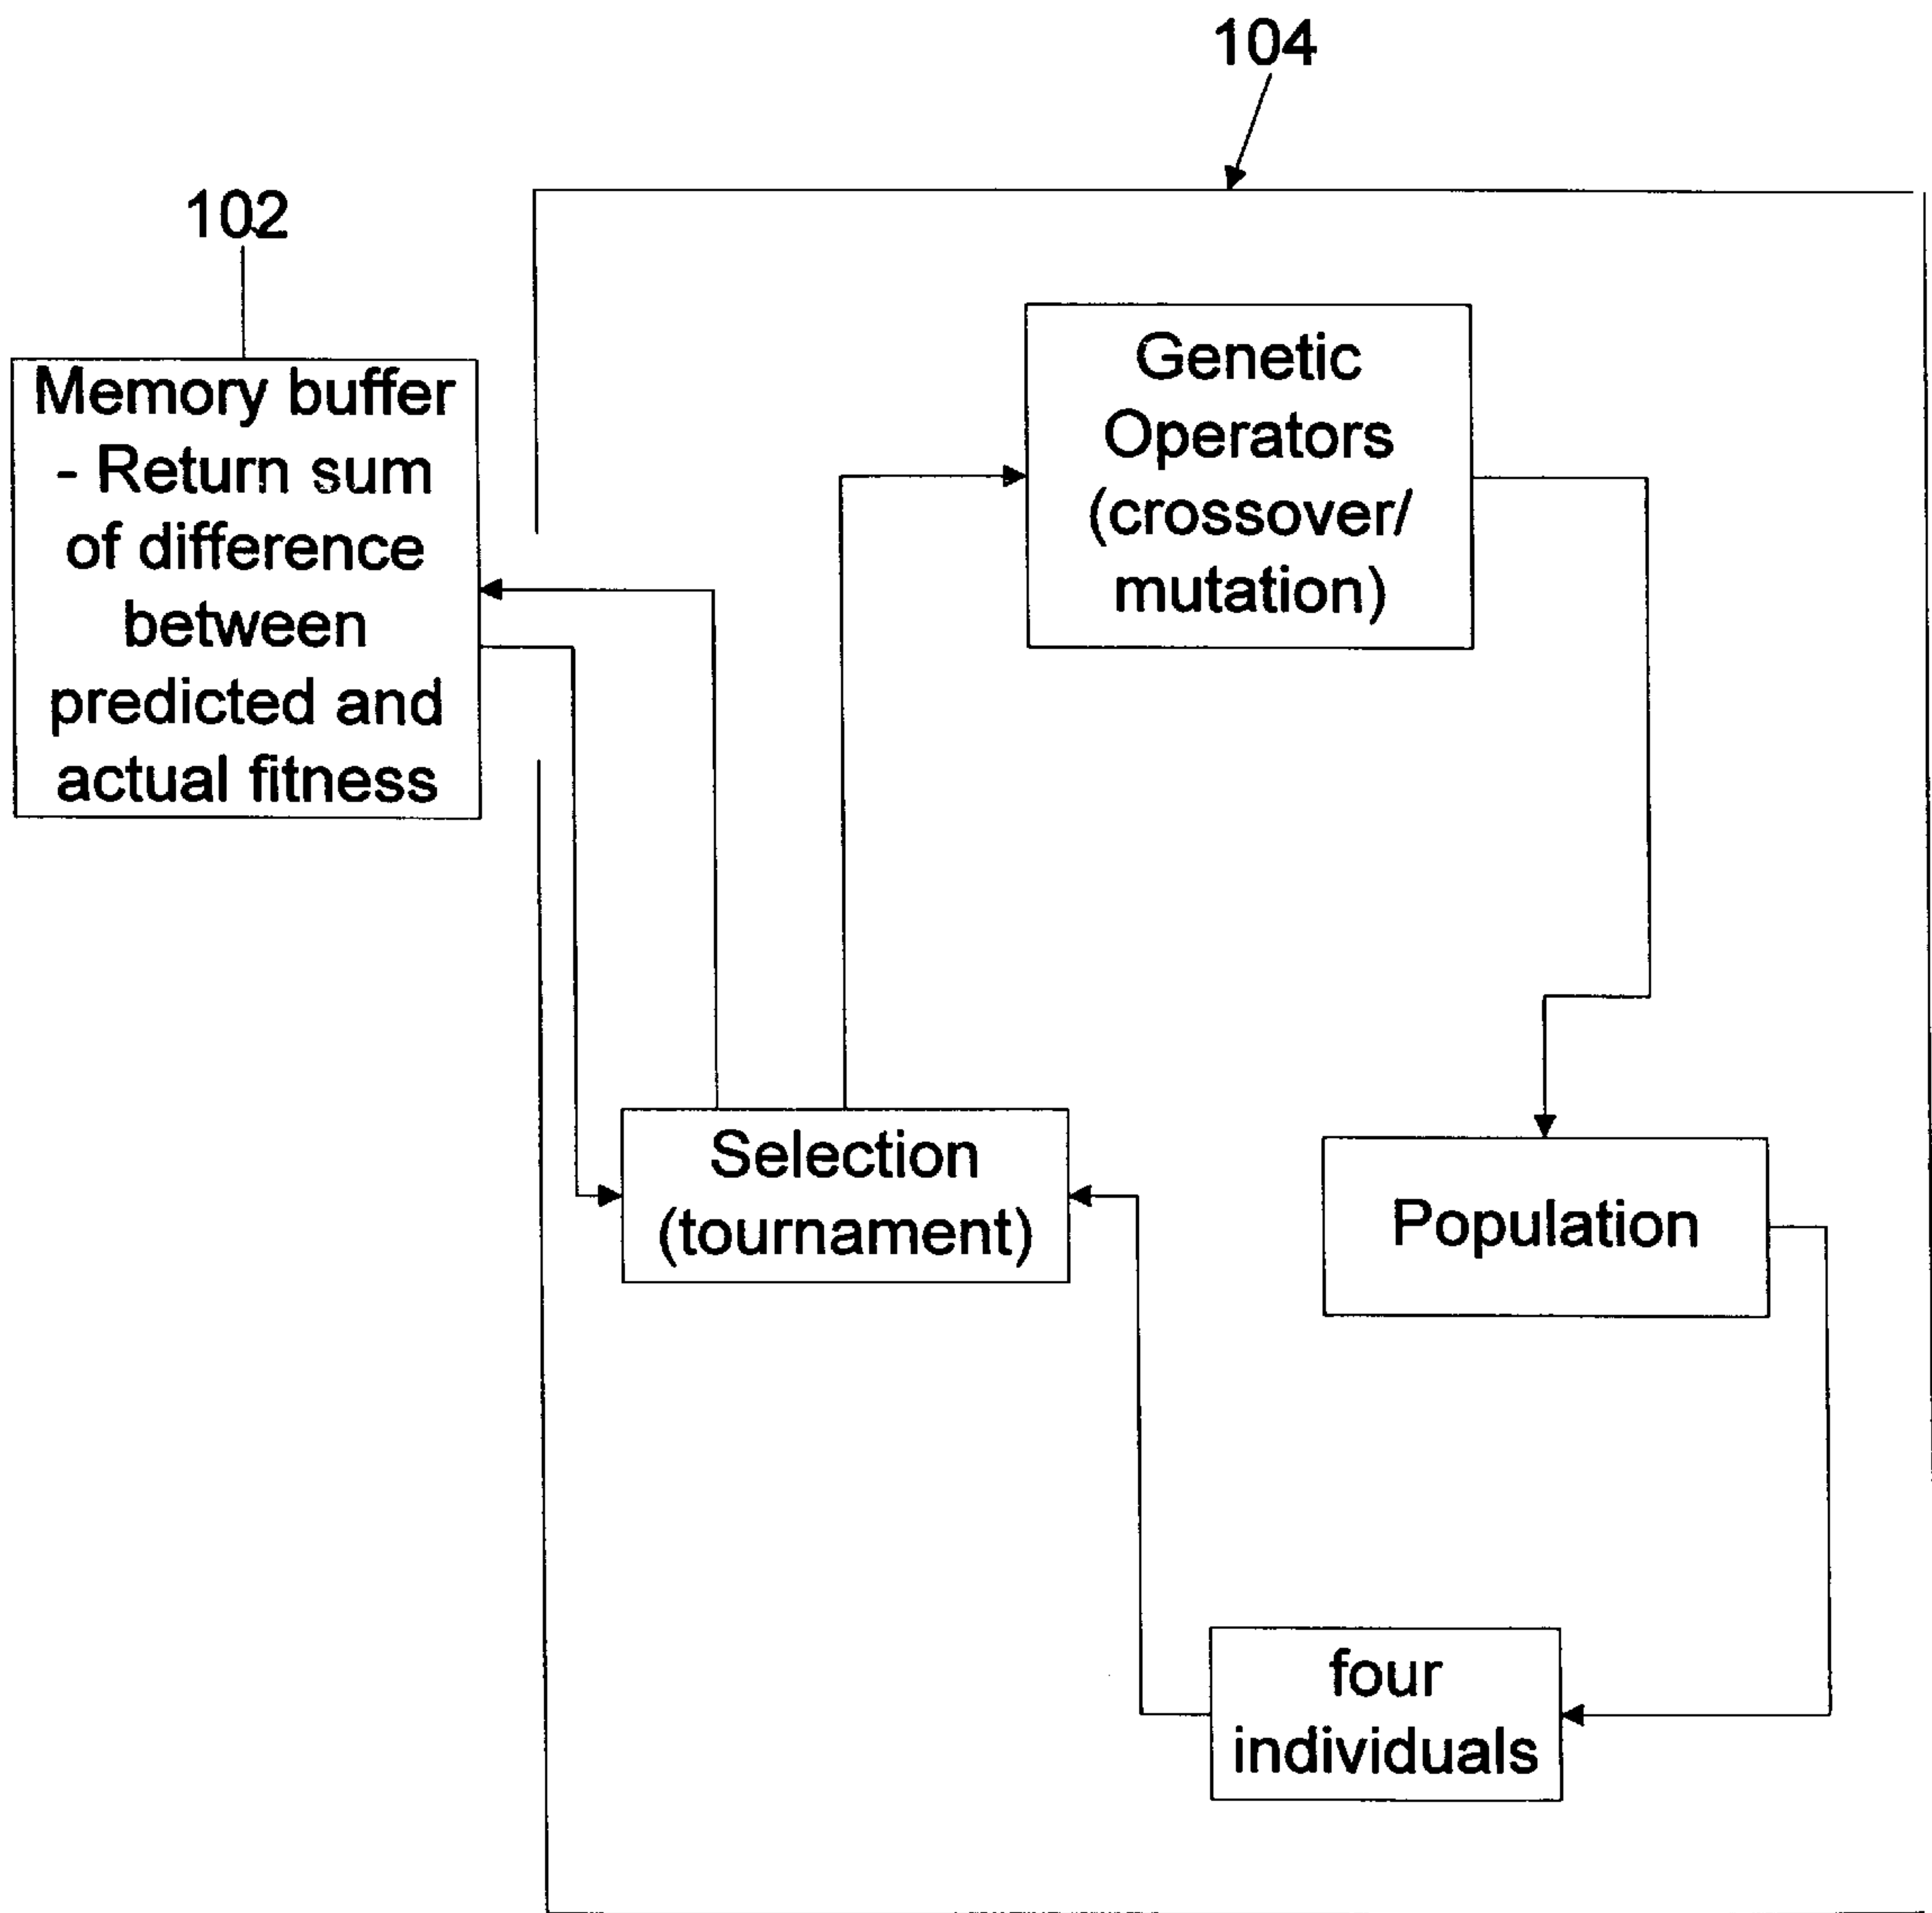 104
102
Memory buffer
- Return sum
of difference
between
predicted and
actual fitness
Genetic
Operators
(crossover/
mutation)
Selection
(tournament)
Population
four
individuals